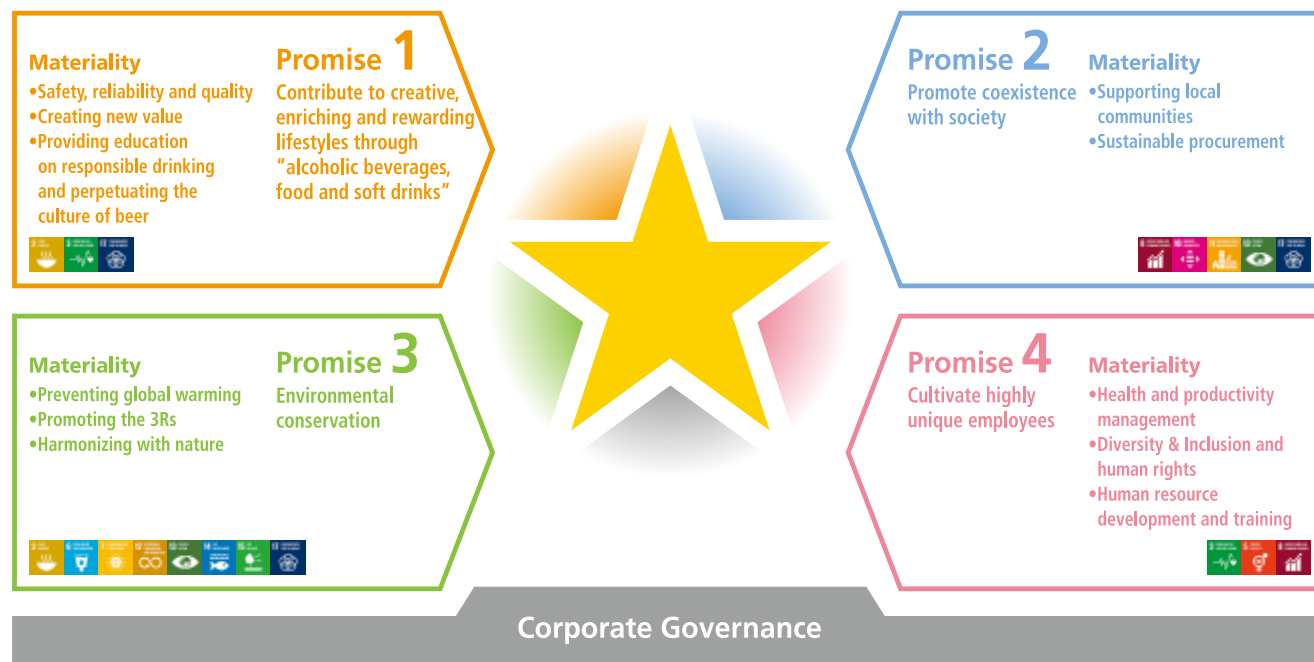 Materiality
•Safety, reliability and quality
•Creating new value
•Providing education
on responsible drinking
and perpetuating the
culture of beer
Promise 1
Contribute to creative,
enriching and rewarding
lifestyles through
“alcoholic beverages,
food and soft drinks”
Promise 2
Promote coexistence
with society
Materiality
•Supporting local
communities
•Sustainable procurement
Materiality
•Preventing global warming
•Promoting the 3Rs
•Harmonizing with nature
Promise 3
Environmental
conservation
Promise 4
Cultivate highly
unique employees
Materiality
•Health and productivity
management
•Diversity & Inclusion and
human rights
•Human resource
development and training
Corporate Governance